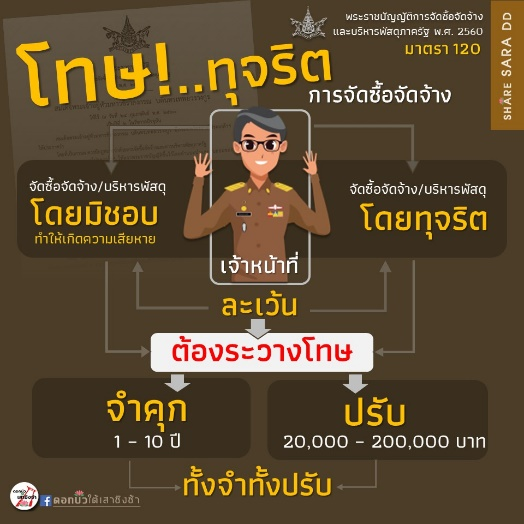 พระราชบัญญัติการจัดซื้อจัดจ้าง
และบริหารพัสดุภาครัฐ พ.ศ. 2560
มาตรา 120
SHARE SARA DD
โทษ!..ทุจริต
การจัดซื้อจัดจ้าง
จัดซื้อจัดจ้าง/บริหารพัสดุ
โดยมิชอบ
ทำให้เกิดความเสียหาย
จัดซื้อจัดจ้าง/บริหารพัสดุ
โดยทุจริต
เจ้าหน้าที่
ละเว้น
ต้องระวางโทษ
จำคุก
1 - 10 ปี
ปรับ
20,000 - 200,000 บาท
ทั้งจำทั้งปรับ
ดอกบัวใต้เสาชิงช้า